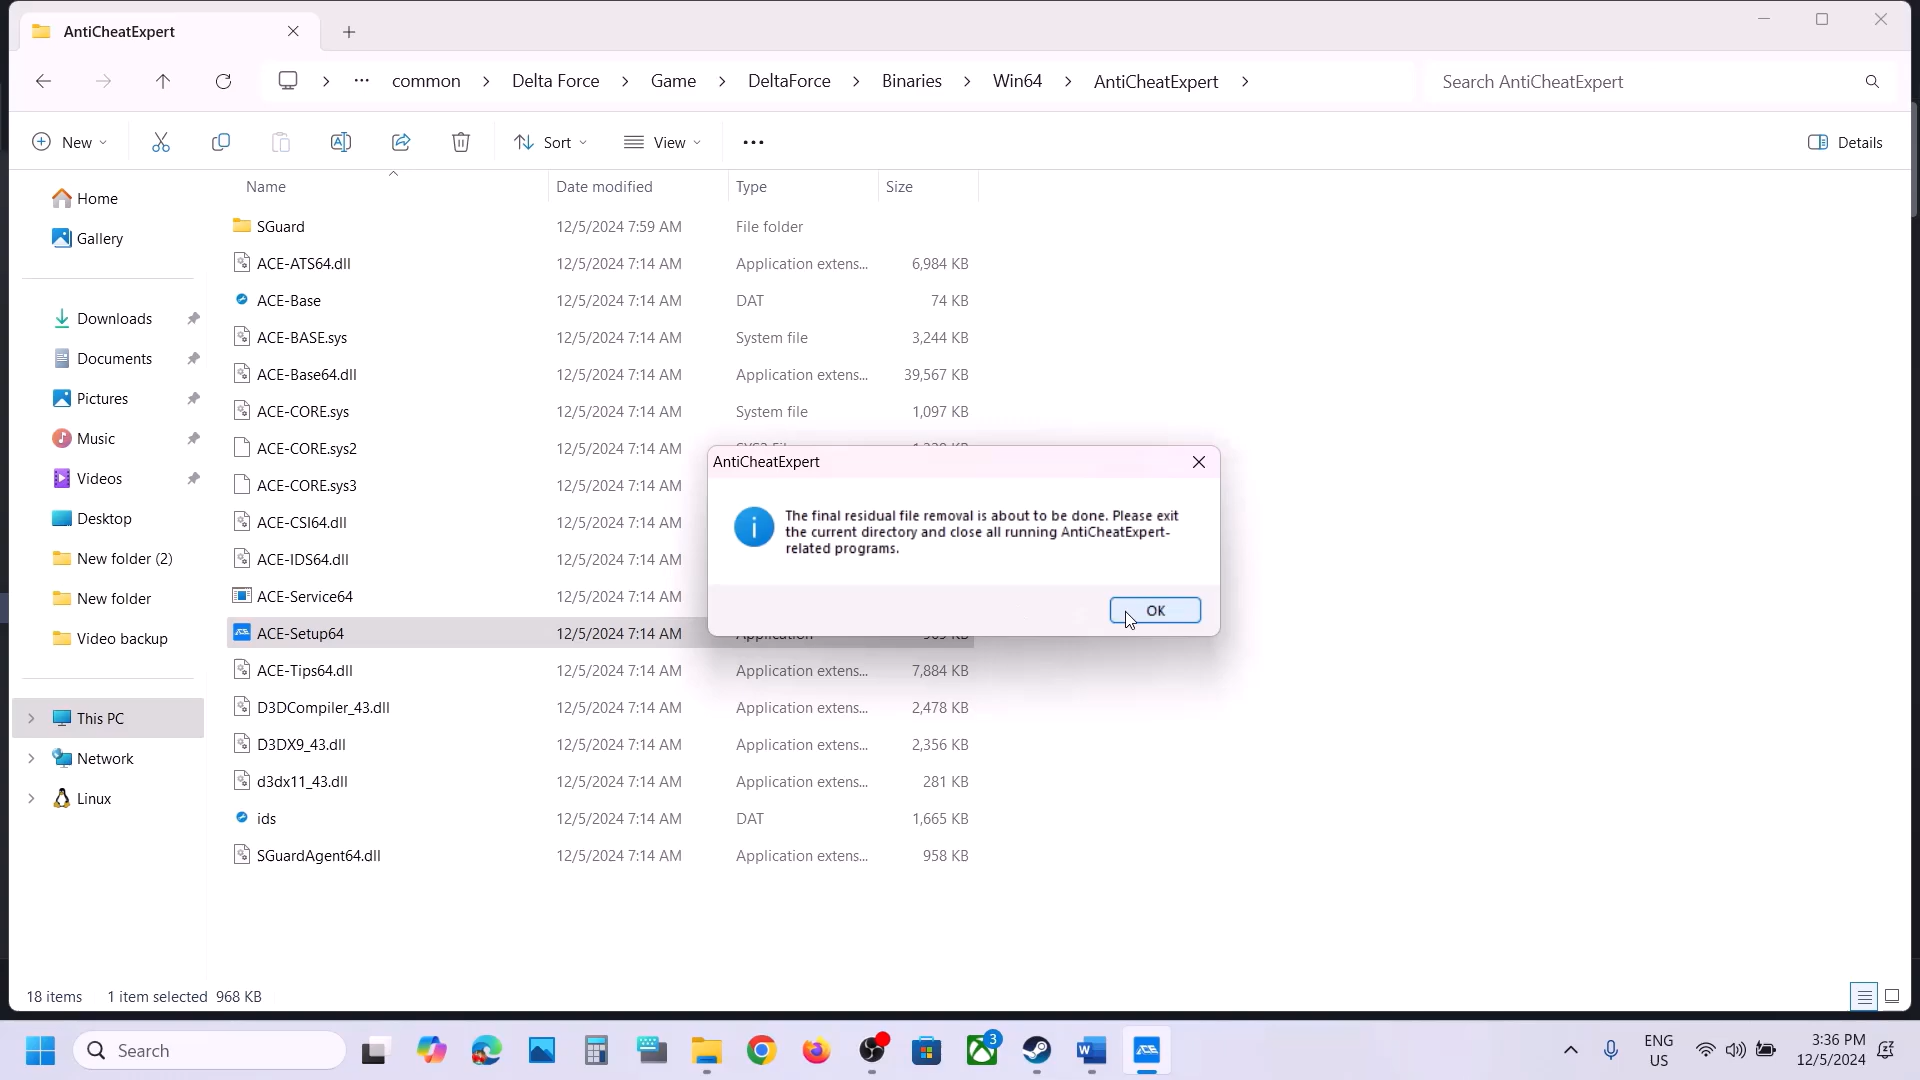 AntiCheatExpert
common
Delta Force
Game
DeltaForce
Binaries
Win64
AntiCheatExpert
Search AntiCheatExpert
New
Sort
View
Details
Name Date modified Type Size
Home
Gallery
Downloads
Documents
Pictures
Music
Videos
Desktop
New folder (2)
New folder
Video backup
This PC
Network
Linux
SGuard 12/5/2024 7:59 AM File folder
ACE-ATS64.dll 12/5/2024 7:14 AM Application extens... 6,984 KB
ACE-Base 12/5/2024 7:14 AM DAT 74 KB
ACE-BASE.sys 12/5/2024 7:14 AM System file 3,244 KB
ACE-Base64.dll 12/5/2024 7:14 AM Application extens... 39,567 KB
ACE-CORE.sys 12/5/2024 7:14 AM System file 1,097 KB
ACE-CORE.sys2 12/5/2024 7:14 AM
ACE-CORE.sys3 12/5/2024 7:14 AM
ACE-CSI64.dll 12/5/2024 7:14 AM
ACE-IDS64.dll 12/5/2024 7:14 AM
ACE-Service64 12/5/2024 7:14 AM
ACE-Setup64 12/5/2024 7:14 AM Application
ACE-Tips64.dll 12/5/2024 7:14 AM Application extens... 7,884 KB
D3DCompiler_43.dll 12/5/2024 7:14 AM Application extens... 2,478 KB
D3DX9_43.dll 12/5/2024 7:14 AM Application extens... 2,356 KB
d3dx11_43.dll 12/5/2024 7:14 AM Application extens... 281 KB
ids 12/5/2024 7:14 AM DAT 1,665 KB
SGuardAgent64.dll 12/5/2024 7:14 AM Application extens... 958 KB
AntiCheatExpert
The final residual file removal is about to be done. Please exit
the current directory and close all running AntiCheatExpert-
related programs.
OK
18 items 1 item selected 968 KB
Search
3
ACE
ENG
US
3:36 PM
12/5/2024